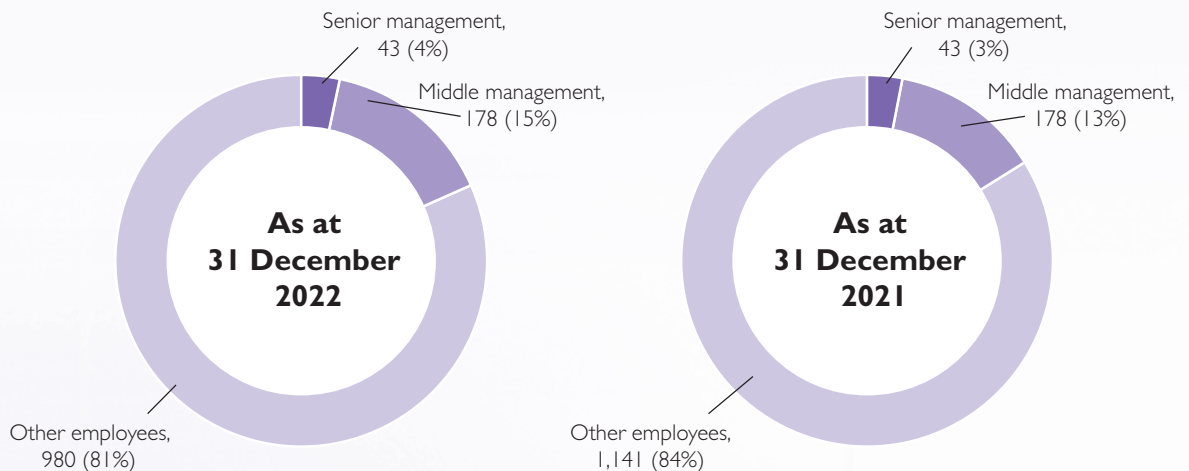 Senior management,
43 (4%)
Middle management,
178 (15%)
As at
31 December
2022
Other employees,
980 (81%)
Senior management,
43 (3%)
Middle management,
178 (13%)
As at
31 December
2021
Other employees,
1,141 (84%)